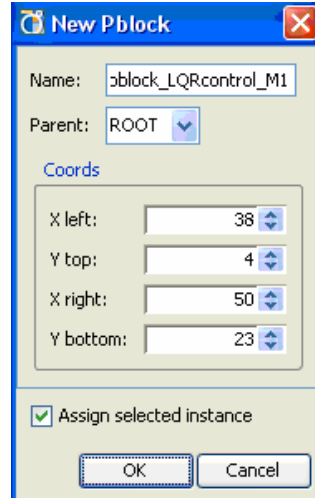 New Pblock
Name: pblock_LQRcontrol_M1
Parent: ROOT
Coords
X left: 38
Y top: 4
X right: 50
Y bottom: 23
Assign selected instance
OK Cancel